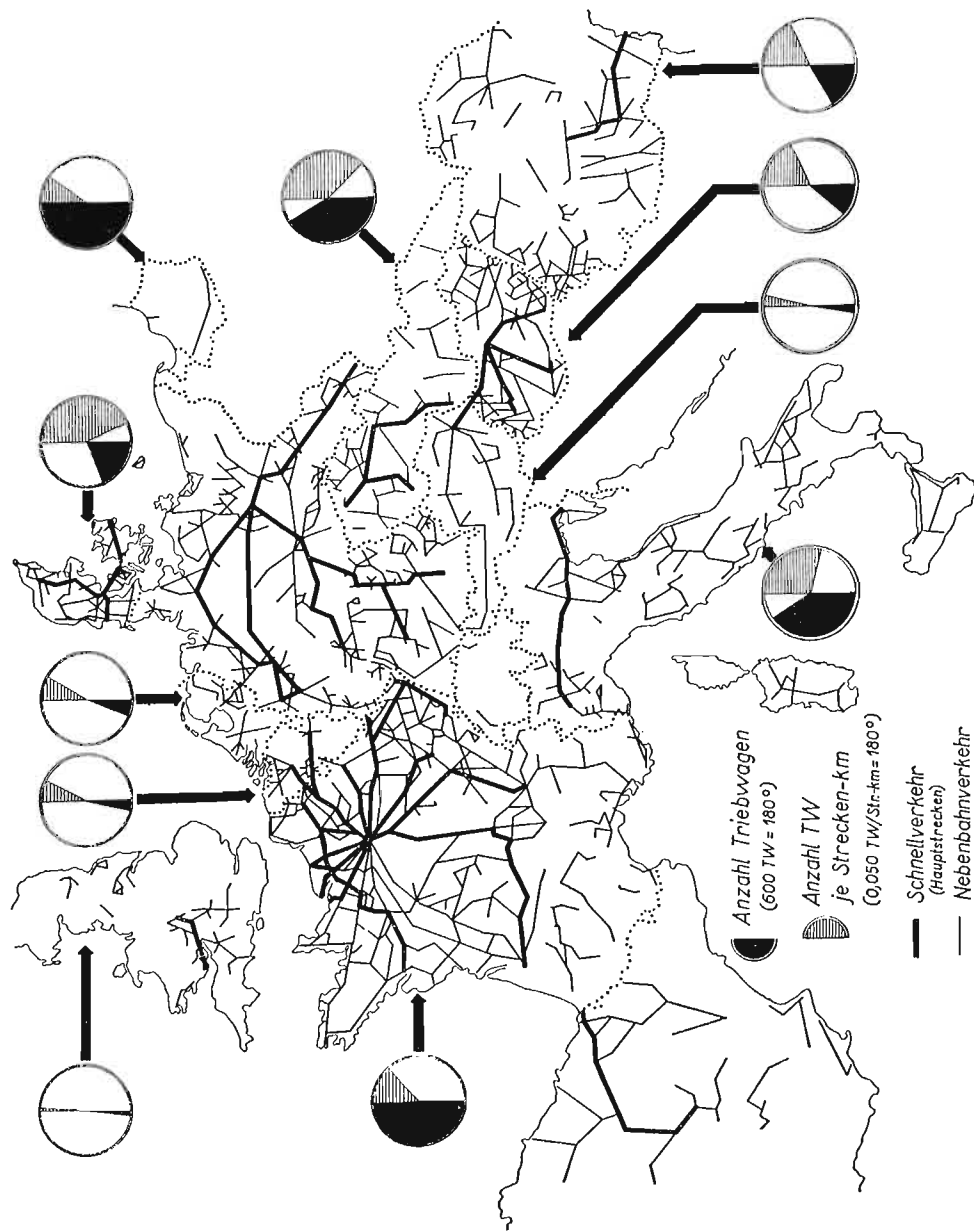 Anzahl Triebwagen
(600 TW = 180°)
Anzahl TW
je Strecken-km
(0,050 TW/Str.-km = 180°)
Schnellverkehr
(Hauptstrecken)
Nebenbahnverkehr